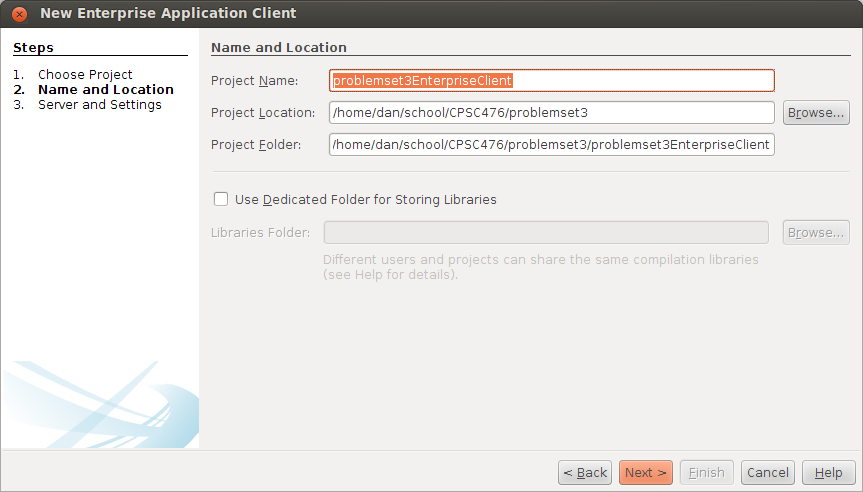 New Enterprise Application Client
Steps
1. Choose Project
2. Name and Location
3. Server and Settings
Name and Location
Project Name: problemset3EnterpriseClient
Project Location: /home/dan/school/CPSC476/problemset3 Browse...
Project Folder: /home/dan/school/CPSC476/problemset3/problemset3EnterpriseClient
Use Dedicated Folder for Storing Libraries
Libraries Folder: Browse...
Different users and projects can share the same compilation libraries
(see Help for details).
< Back Next > Finish Cancel Help